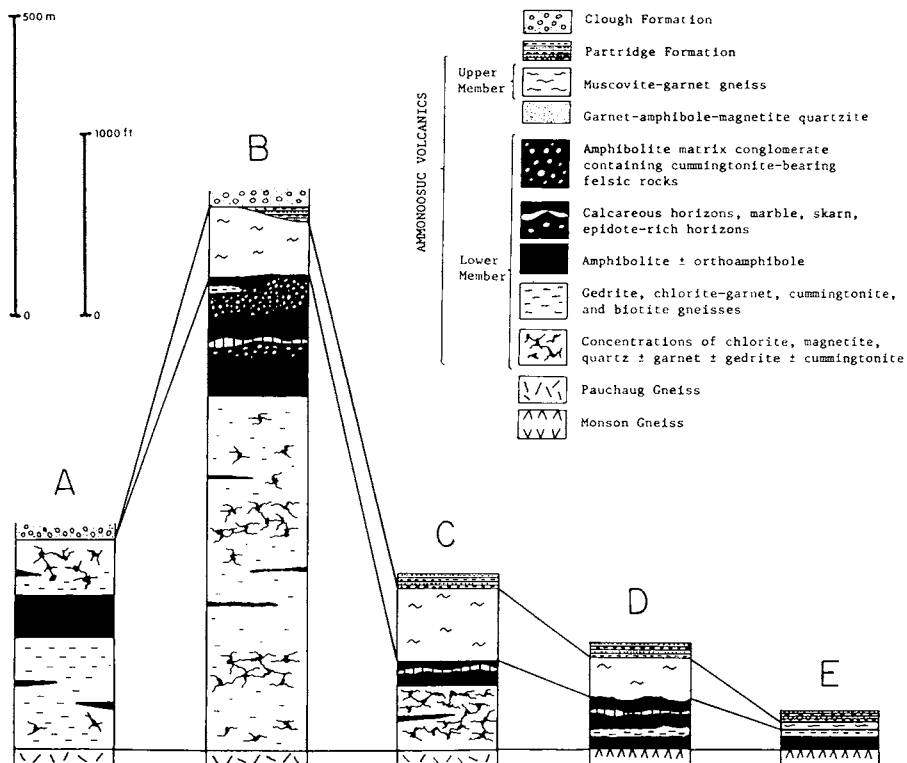 500 m
0
1000 ft
0
A
B
C
D
E
AMMONOOSUC VOLCANICS
Upper
Member
Lower
Member
Clough Formation
Partridge Formation
Muscovite-garnet gneiss
Garnet-amphibole-magnetite quartzite
Amphibolite matrix conglomerate
containing cummingtonite-bearing
felsic rocks
Calcareous horizons, marble, skarn,
epidote-rich horizons
Amphibolite ± orthoamphibole
Gedrite, chlorite-garnet, cummingtonite,
and biotite gneisses
Concentrations of chlorite, magnetite,
quartz ± garnet ± gedrite ± cummingtonite
Pauchaug Gneiss
Monson Gneiss